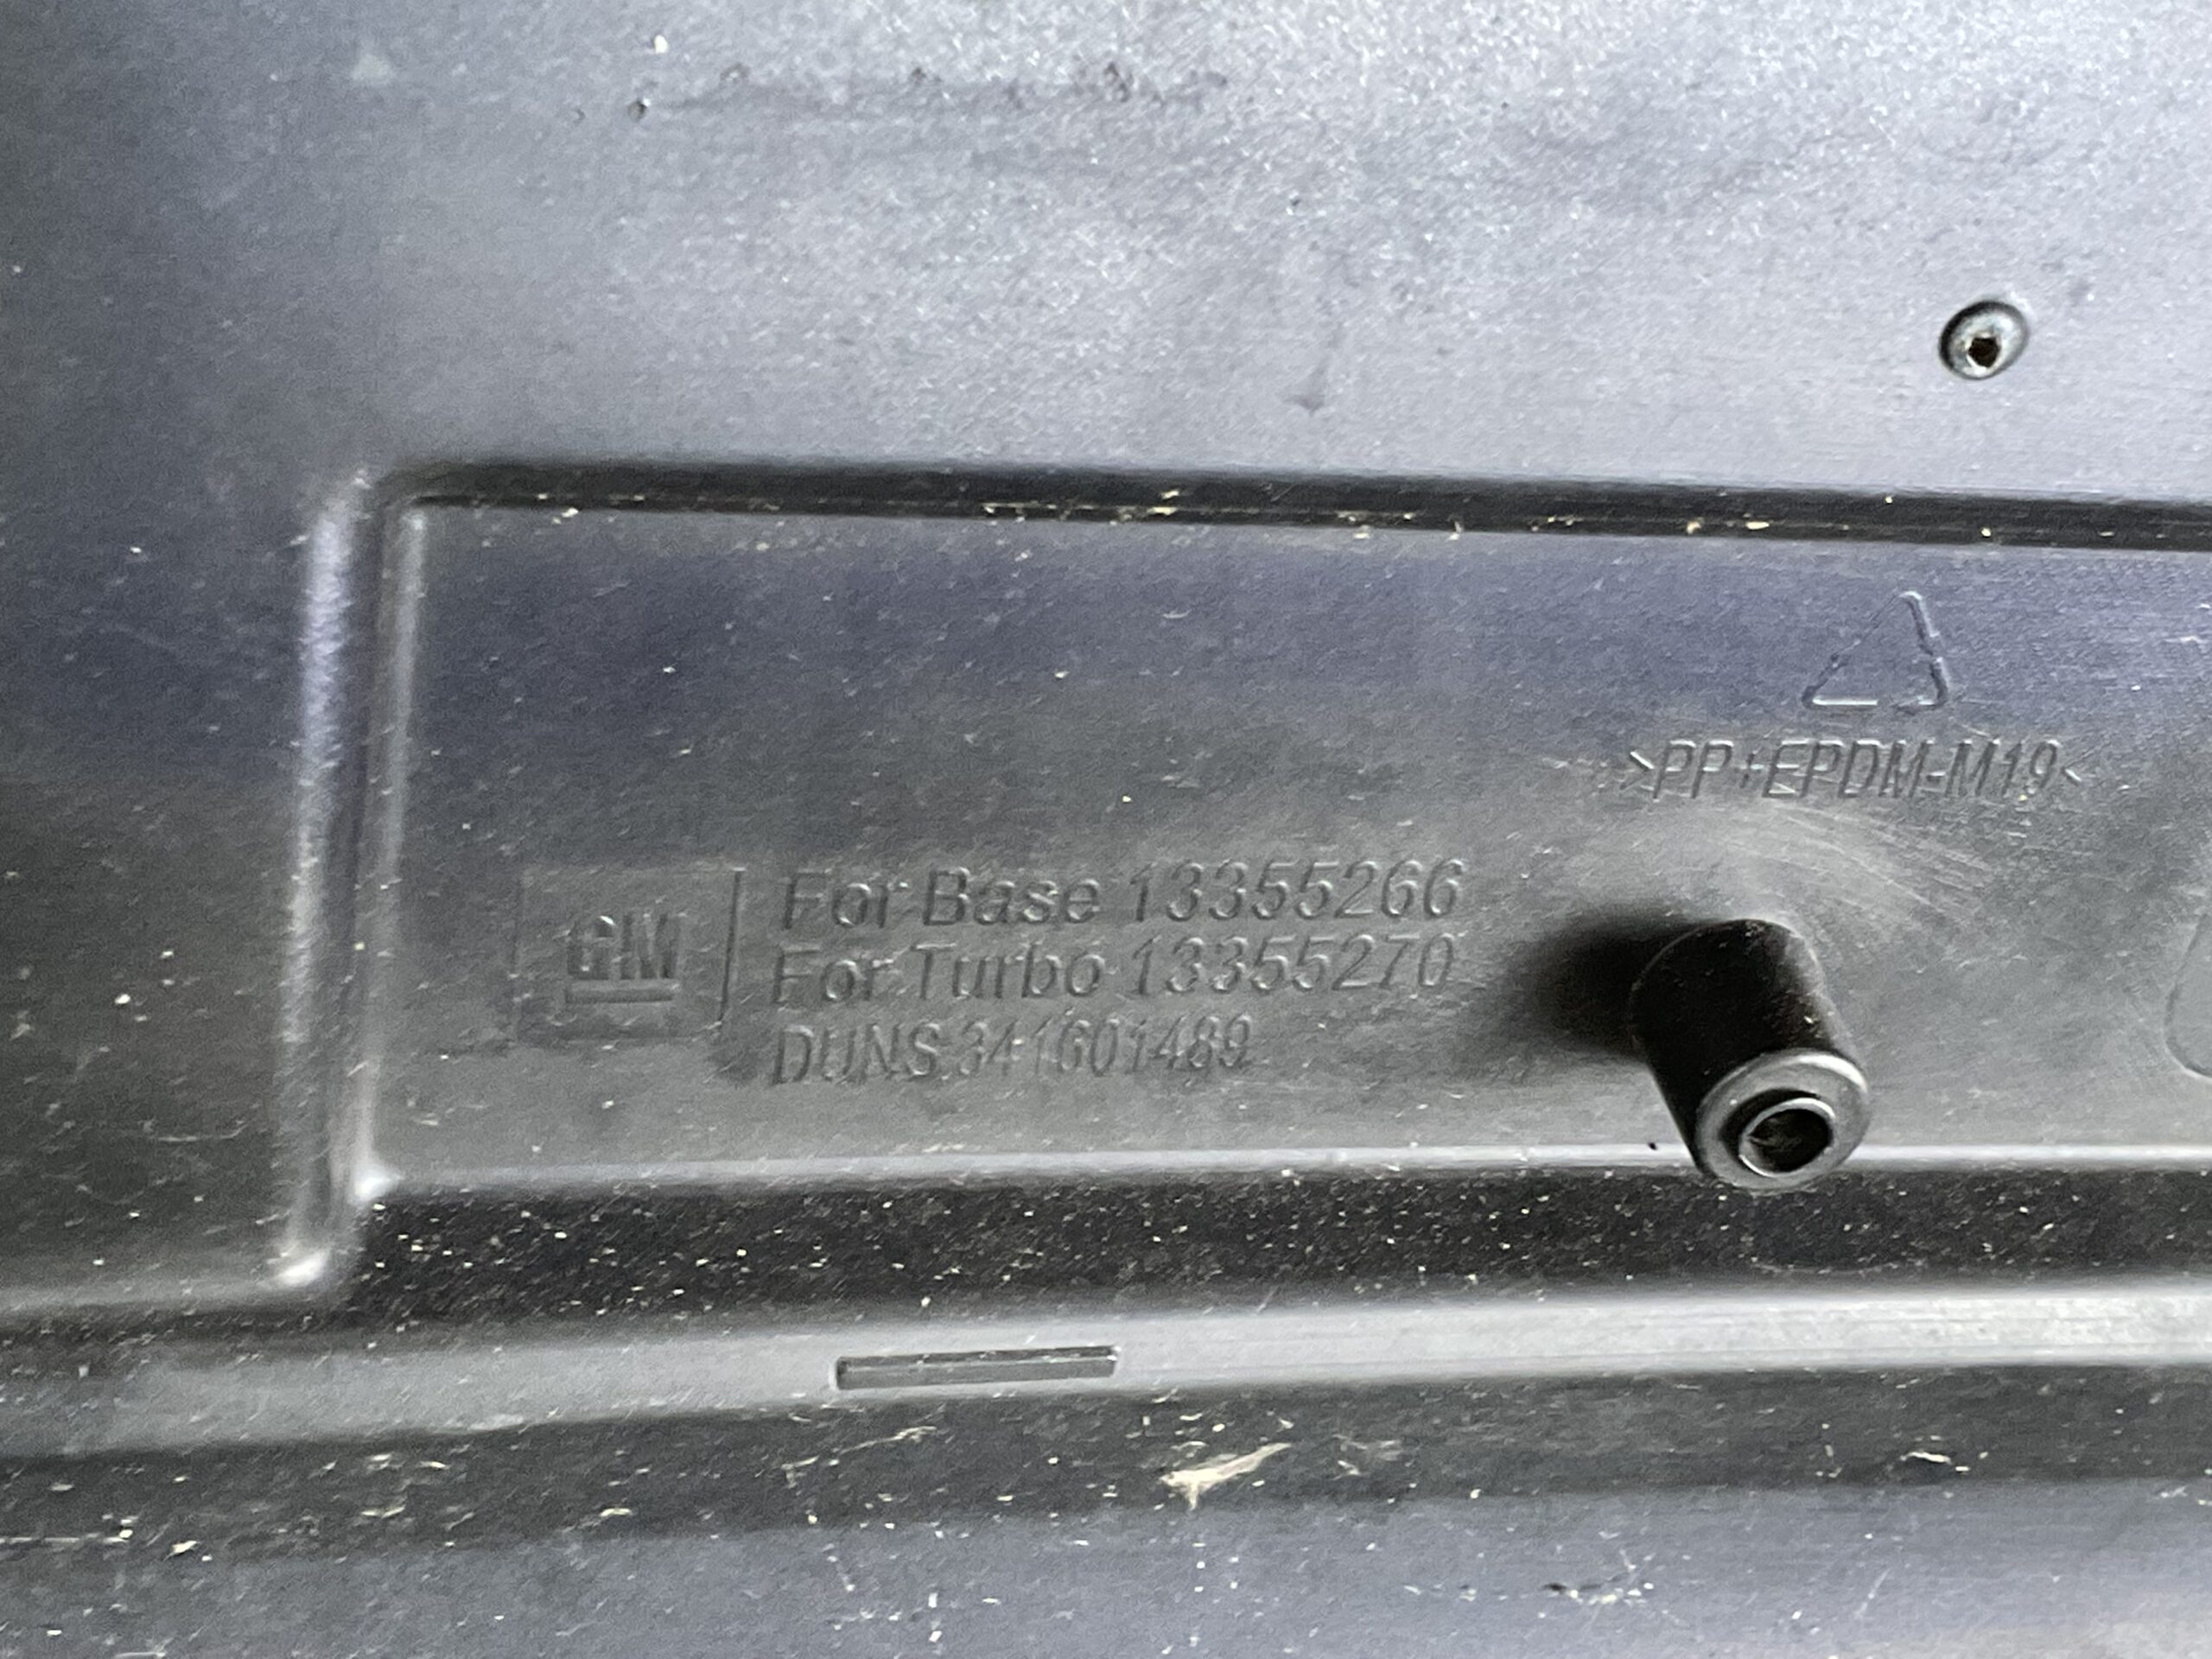 >PP+EPDM-M19<
GM
For Base 13355266
For Turbo 13355270
DUNS 341601489